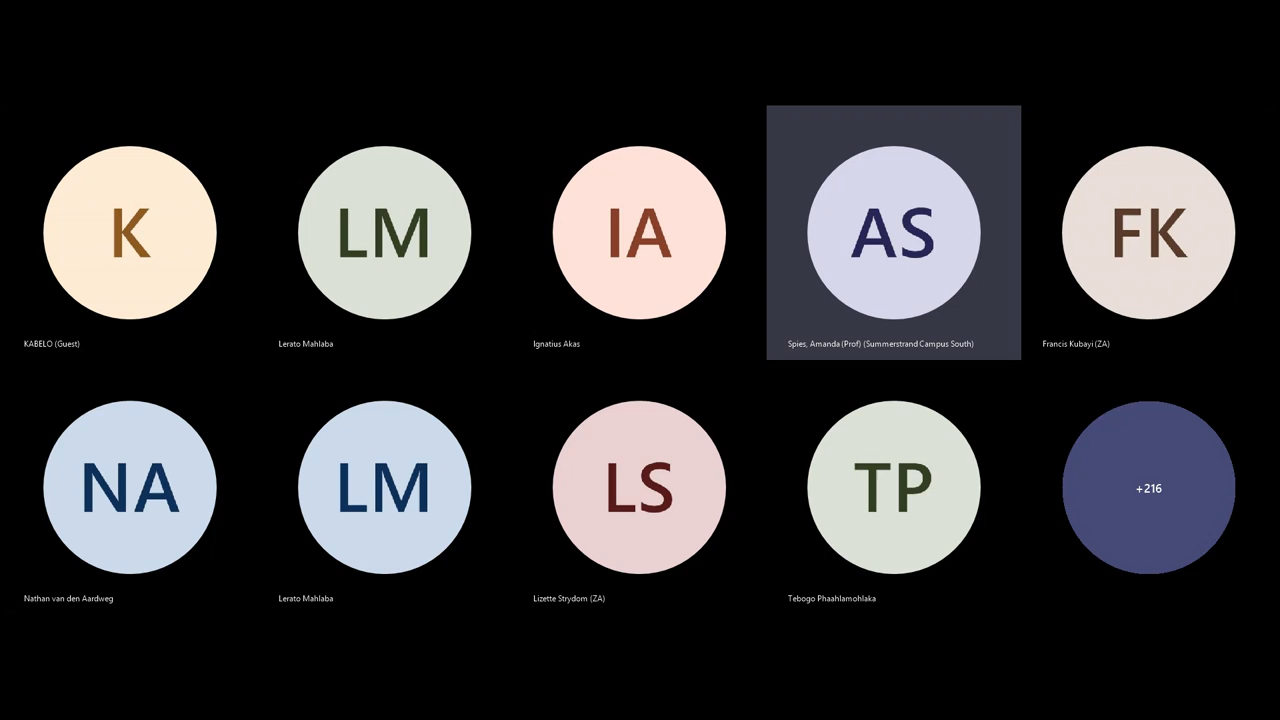 K
LM
IA
AS
FK
KABELO (Guest)
Lerato Mahlaba
Ignatius Akas
Spies, Amanda (Prof) (Summerstrand Campus South)
Francis Kubayi (ZA)
NA
LM
LS
TP
+216
Nathan van den Aardweg
Lerato Mahlaba
Lizette Strydom (ZA)
Tebogo Phaahlamohlaka